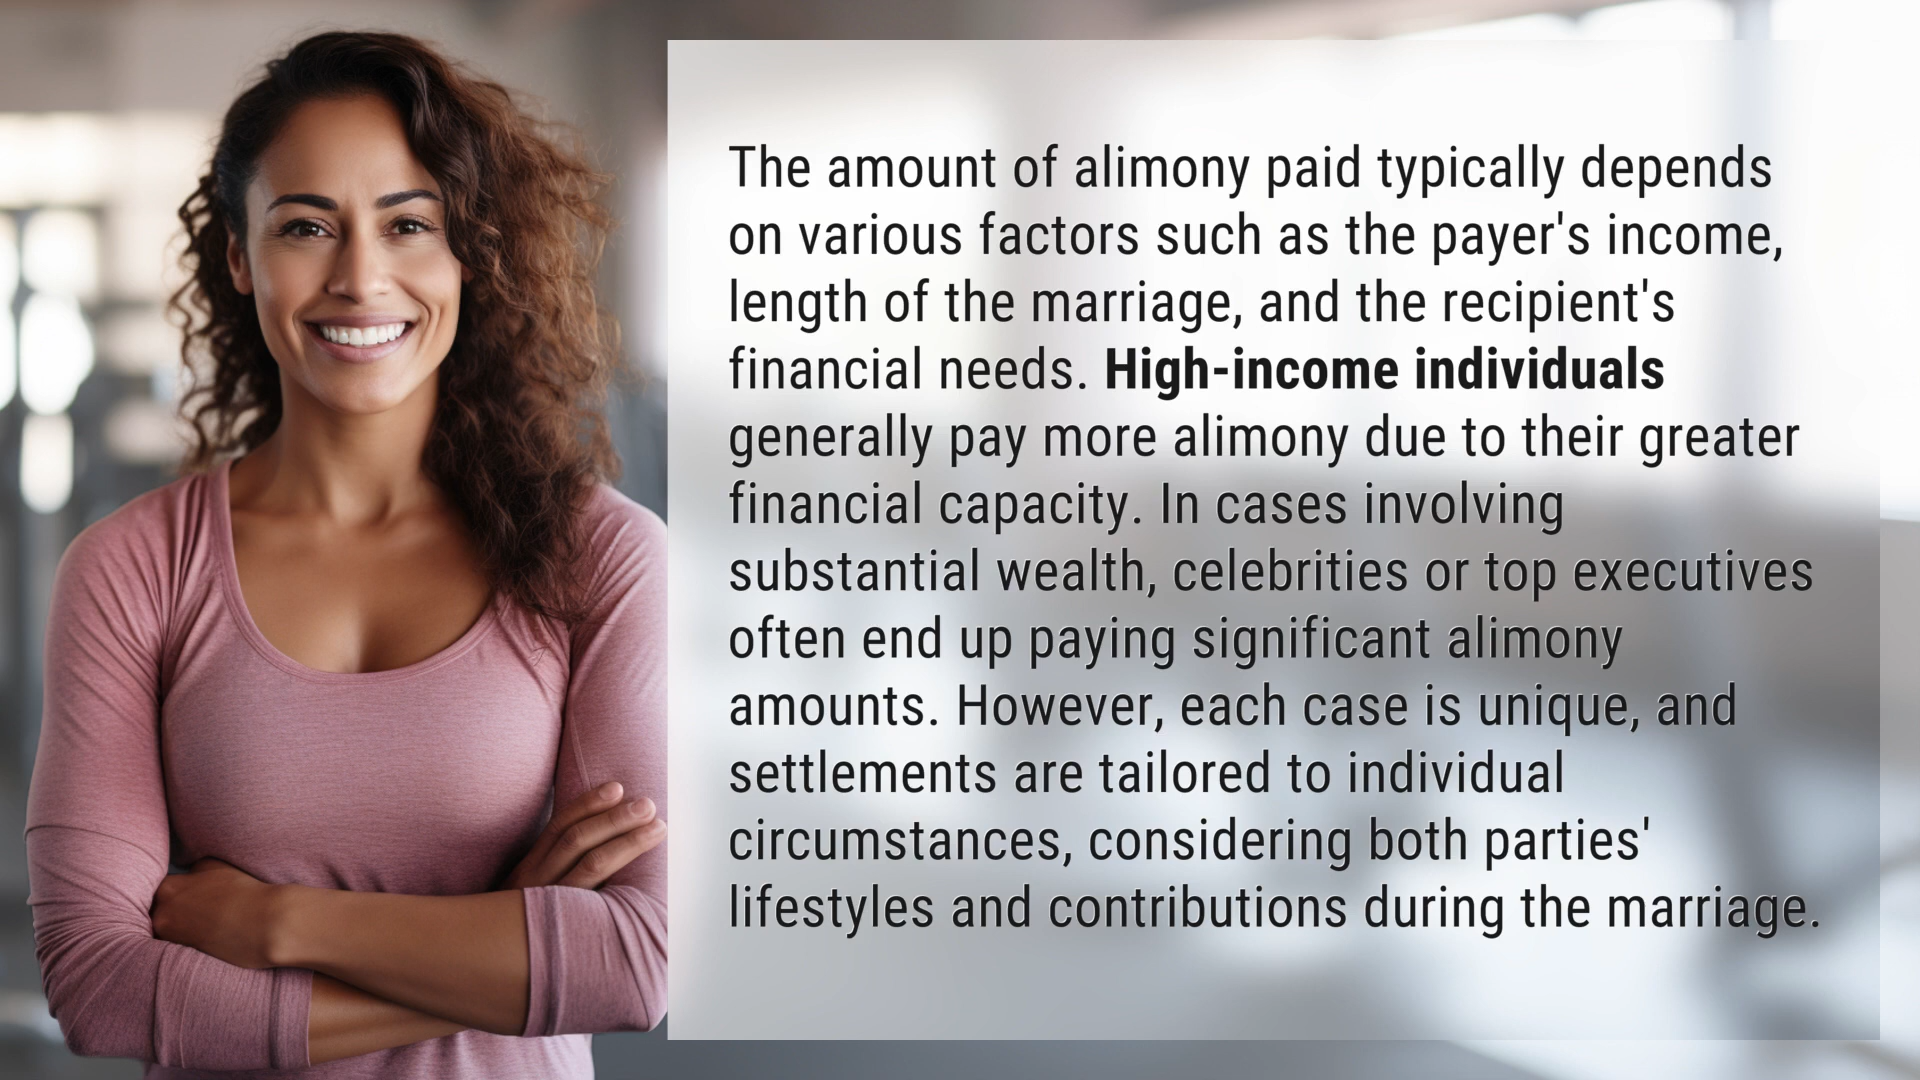 The amount of alimony paid typically depends
on various factors such as the payer's income,
length of the marriage, and the recipient's
financial needs. High-income individuals
generally pay more alimony due to their greater
financial capacity. In cases involving
substantial wealth, celebrities or top executives
often end up paying significant alimony
amounts. However, each case is unique, and
settlements are tailored to individual
circumstances, considering both parties'
lifestyles and contributions during the marriage.